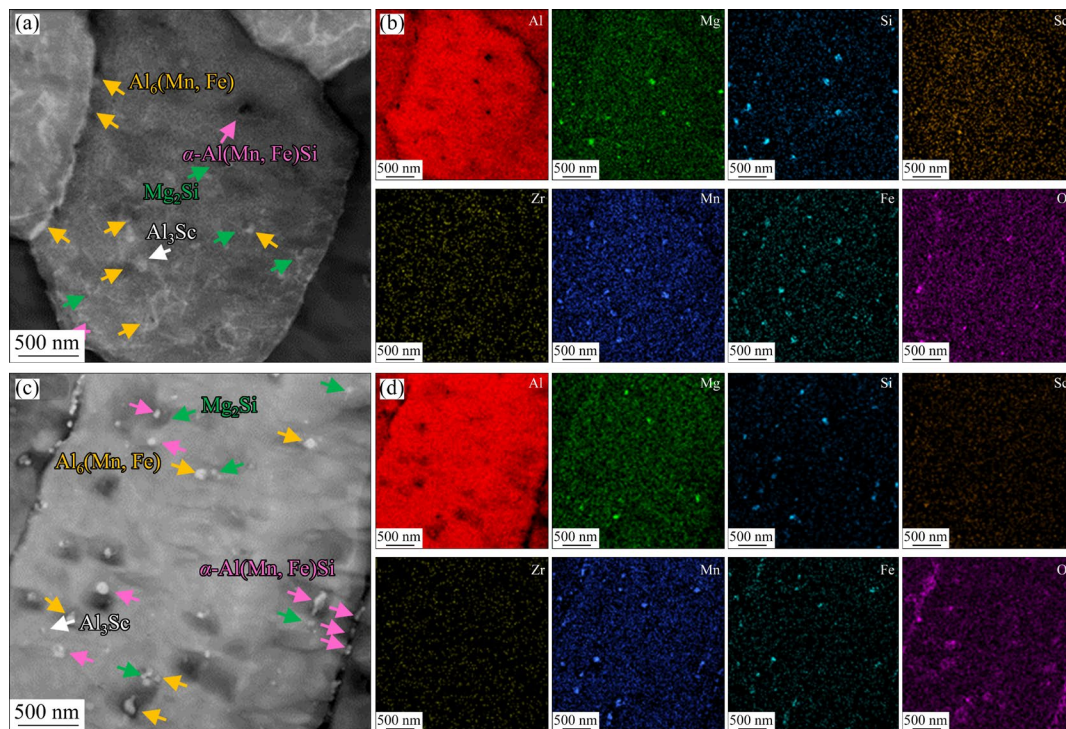 (a)
Al₆(Mn, Fe)
α-Al(Mn, Fe)Si
Mg₂Si
Al₃Sc
500 nm
(b)
Al
500 nm
Mg
500 nm
Si
500 nm
Sc
500 nm
Zr
500 nm
Mn
500 nm
Fe
500 nm
O
500 nm
(c)
Mg₂Si
Al₆(Mn, Fe)
α-Al(Mn, Fe)Si
Al₃Sc
500 nm
(d)
Al
500 nm
Mg
500 nm
Si
500 nm
Sc
500 nm
Zr
500 nm
Mn
500 nm
Fe
500 nm
O
500 nm